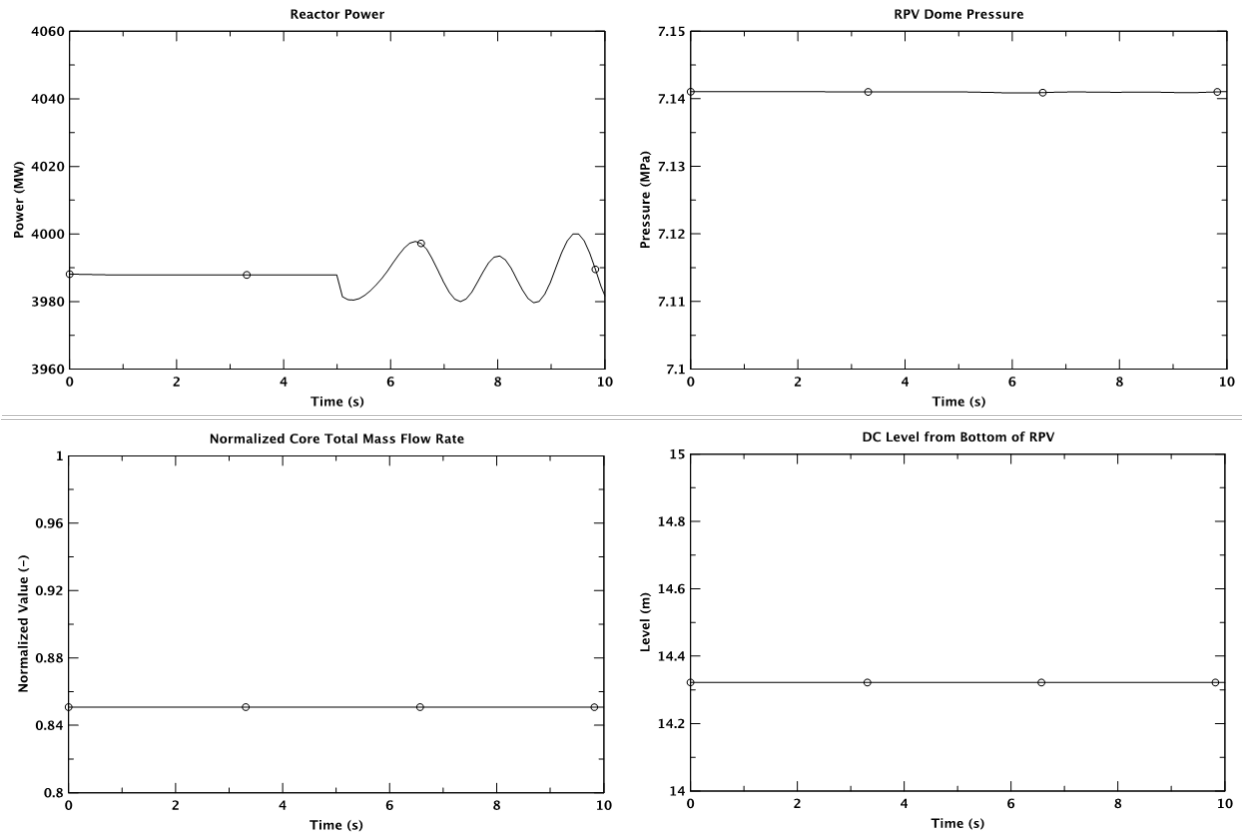 Reactor Power
4060
4040
4020
4000
3980
3960
Power (MW)
0 2 4 6 8 10
Time (s)
RPV Dome Pressure
7.15
7.14
7.13
7.12
7.11
7.1
Pressure (MPa)
0 2 4 6 8 10
Time (s)
Normalized Core Total Mass Flow Rate
1
0.96
0.92
0.88
0.84
0.8
Normalized Value (-)
0 2 4 6 8 10
Time (s)
DC Level from Bottom of RPV
15
14.8
14.6
14.4
14.2
14
Level (m)
0 2 4 6 8 10
Time (s)